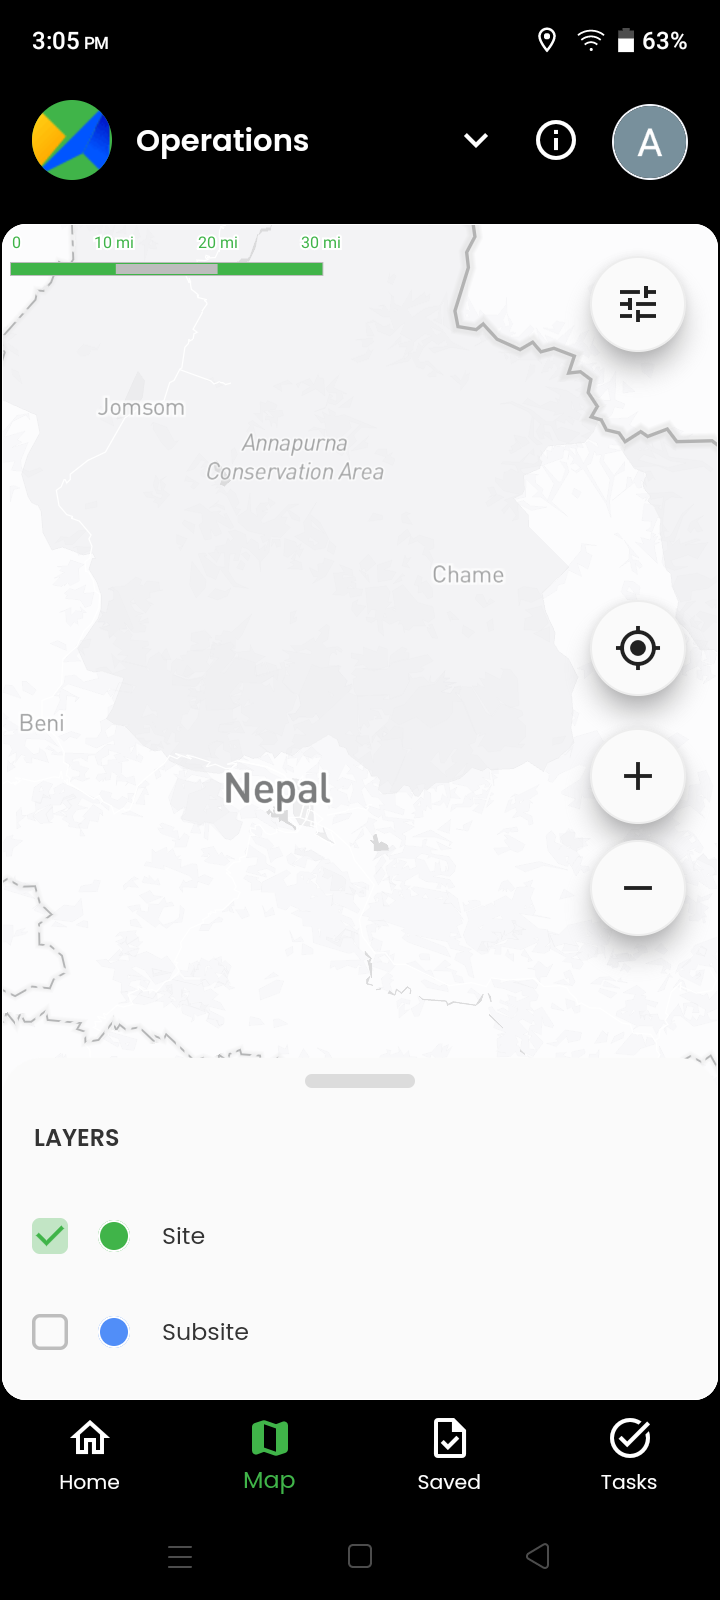 3:05 PM
63%
Operations
A
0 10 mi 20 mi 30 mi
Jomsom
Annapurna
Conservation Area
Chame
Beni
Nepal
LAYERS
Site
Subsite
Home Map Saved Tasks